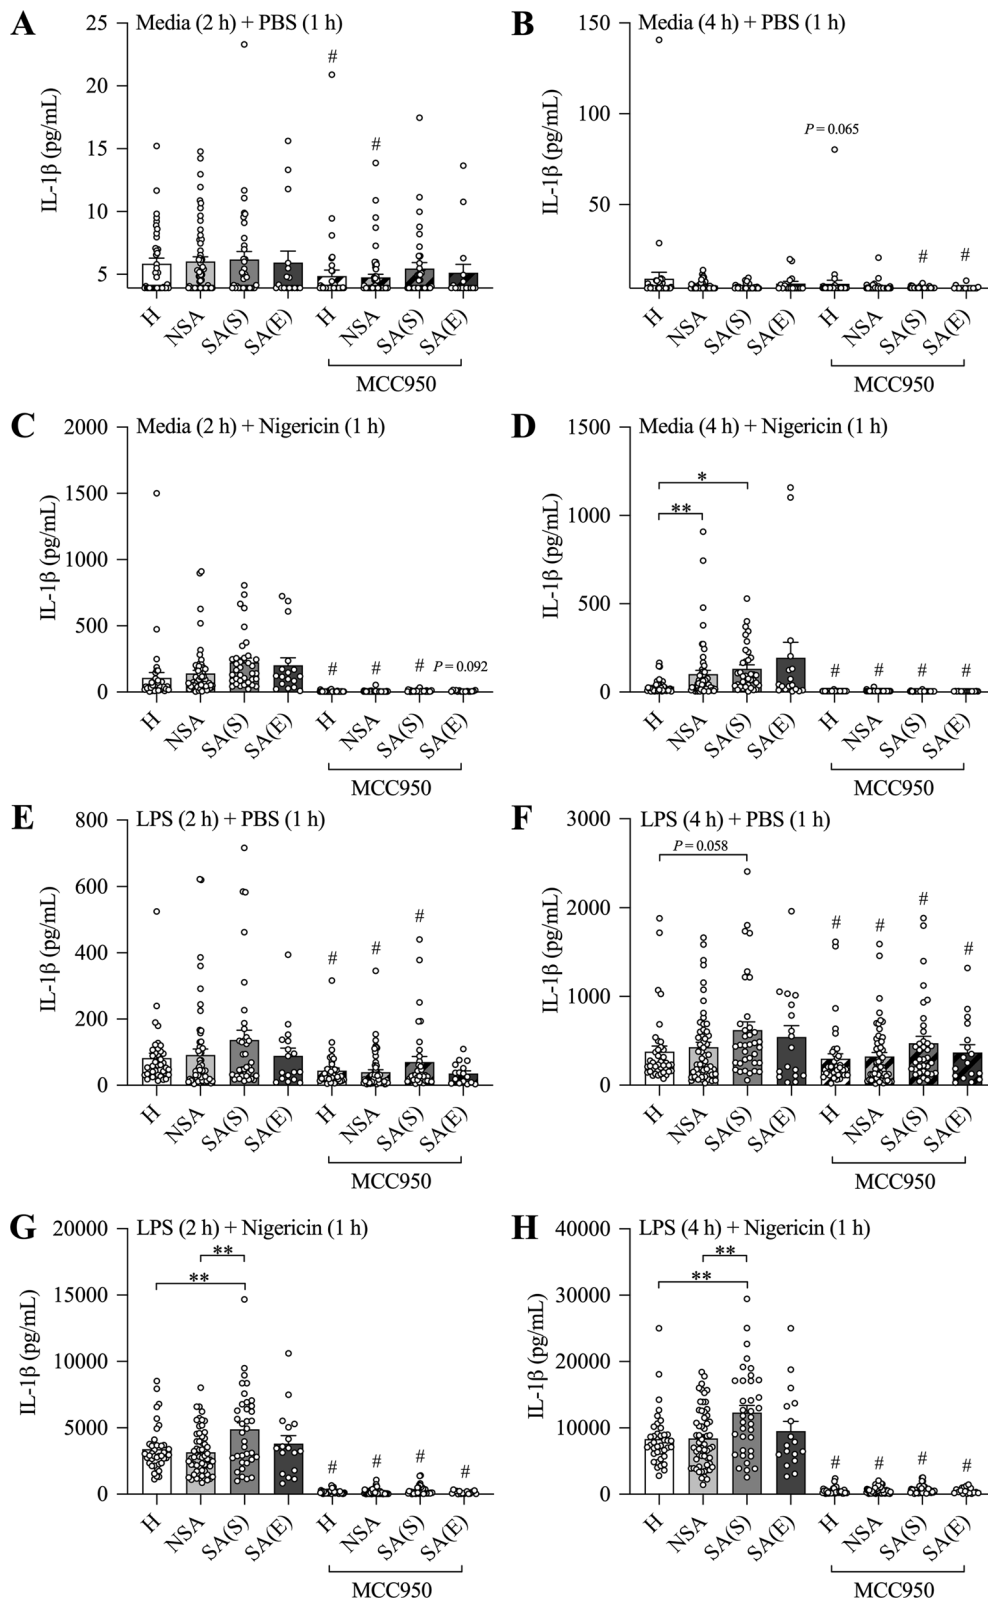 A
Media (2 h) + PBS (1 h)
IL-1β (pg/mL)
25
20
15
10
5
#
#
H
NSA
SA(S)
SA(E)
H
NSA
SA(S)
SA(E)
MCC950
B
Media (4 h) + PBS (1 h)
IL-1β (pg/mL)
150
100
50
P = 0.065
#
#
H
NSA
SA(S)
SA(E)
H
NSA
SA(S)
SA(E)
MCC950
C
Media (2 h) + Nigericin (1 h)
IL-1β (pg/mL)
2000
1500
1000
500
0
#
#
#
P = 0.092
H
NSA
SA(S)
SA(E)
H
NSA
SA(S)
SA(E)
MCC950
D
Media (4 h) + Nigericin (1 h)
IL-1β (pg/mL)
1500
1000
500
0
*
**
#
#
#
#
H
NSA
SA(S)
SA(E)
H
NSA
SA(S)
SA(E)
MCC950
E
LPS (2 h) + PBS (1 h)
IL-1β (pg/mL)
800
600
400
200
0
#
#
#
H
NSA
SA(S)
SA(E)
H
NSA
SA(S)
SA(E)
MCC950
F
LPS (4 h) + PBS (1 h)
IL-1β (pg/mL)
3000
2000
1000
0
P = 0.058
#
#
#
#
H
NSA
SA(S)
SA(E)
H
NSA
SA(S)
SA(E)
MCC950
G
LPS (2 h) + Nigericin (1 h)
IL-1β (pg/mL)
20000
15000
10000
5000
0
**
**
#
#
#
#
H
NSA
SA(S)
SA(E)
H
NSA
SA(S)
SA(E)
MCC950
H
LPS (4 h) + Nigericin (1 h)
IL-1β (pg/mL)
40000
30000
20000
10000
0
**
**
#
#
#
#
H
NSA
SA(S)
SA(E)
H
NSA
SA(S)
SA(E)
MCC950